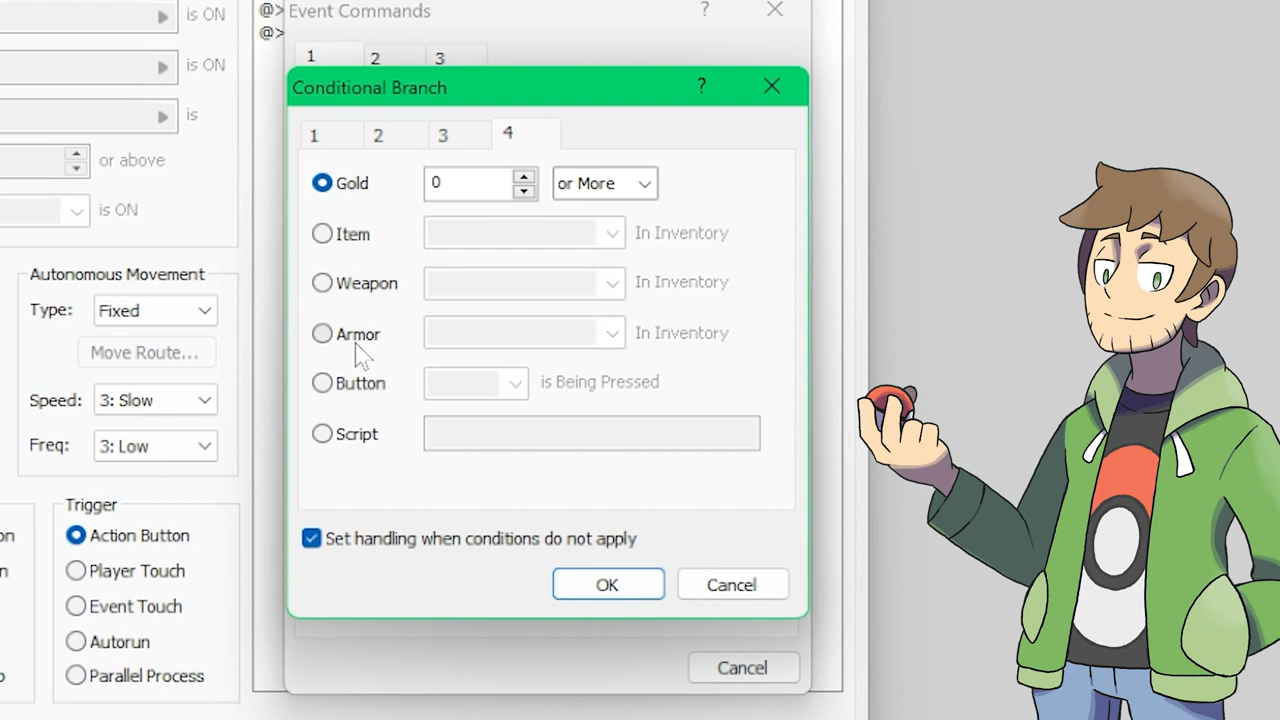 is ON
@>
Event Commands
?
@>
1
2
3
is ON
Conditional Branch
?
is
1
2
3
4
or above
Gold
0
or More
is ON
Item
In Inventory
Autonomous Movement
Weapon
In Inventory
Type:
Fixed
Armor
In Inventory
Move Route...
Button
is Being Pressed
Speed:
3: Slow
Script
Freq:
3: Low
Trigger
Action Button
Set handling when conditions do not apply
Player Touch
OK
Cancel
Event Touch
Autorun
Parallel Process
Cancel